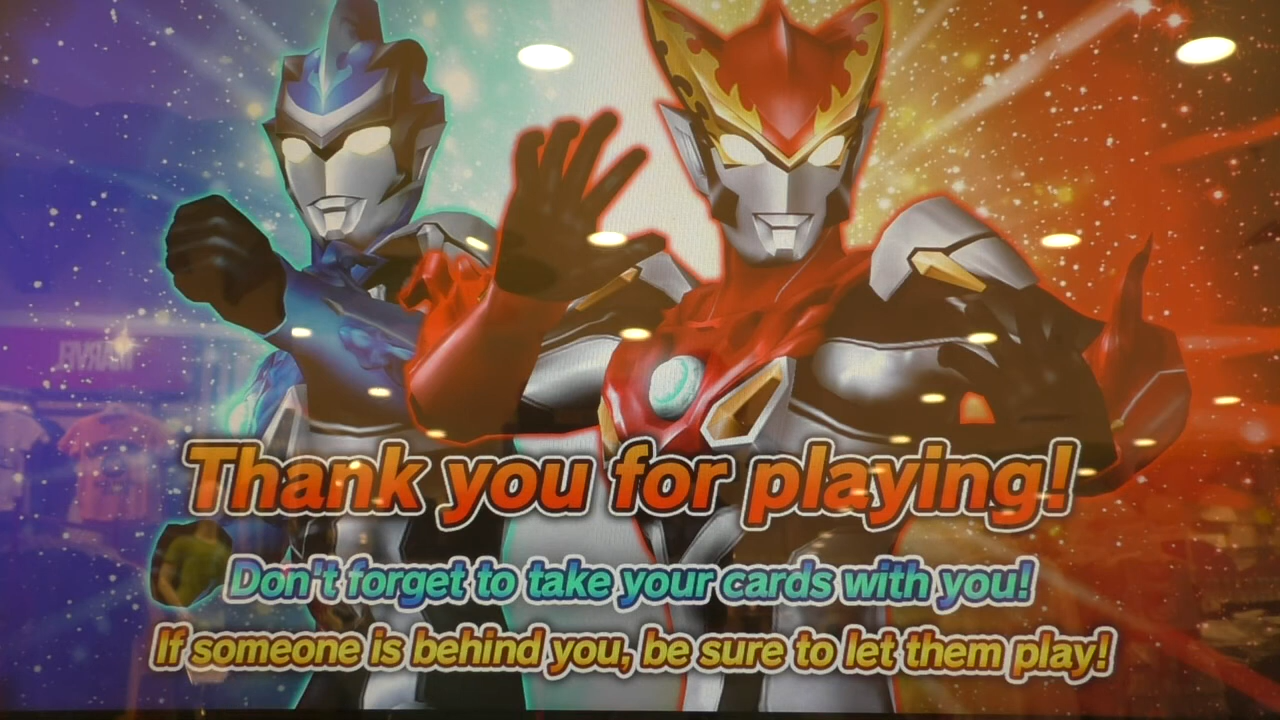 MARVEL
Thank you for playing!
Don't forget to take your cards with you!
If someone is behind you, be sure to let them play!